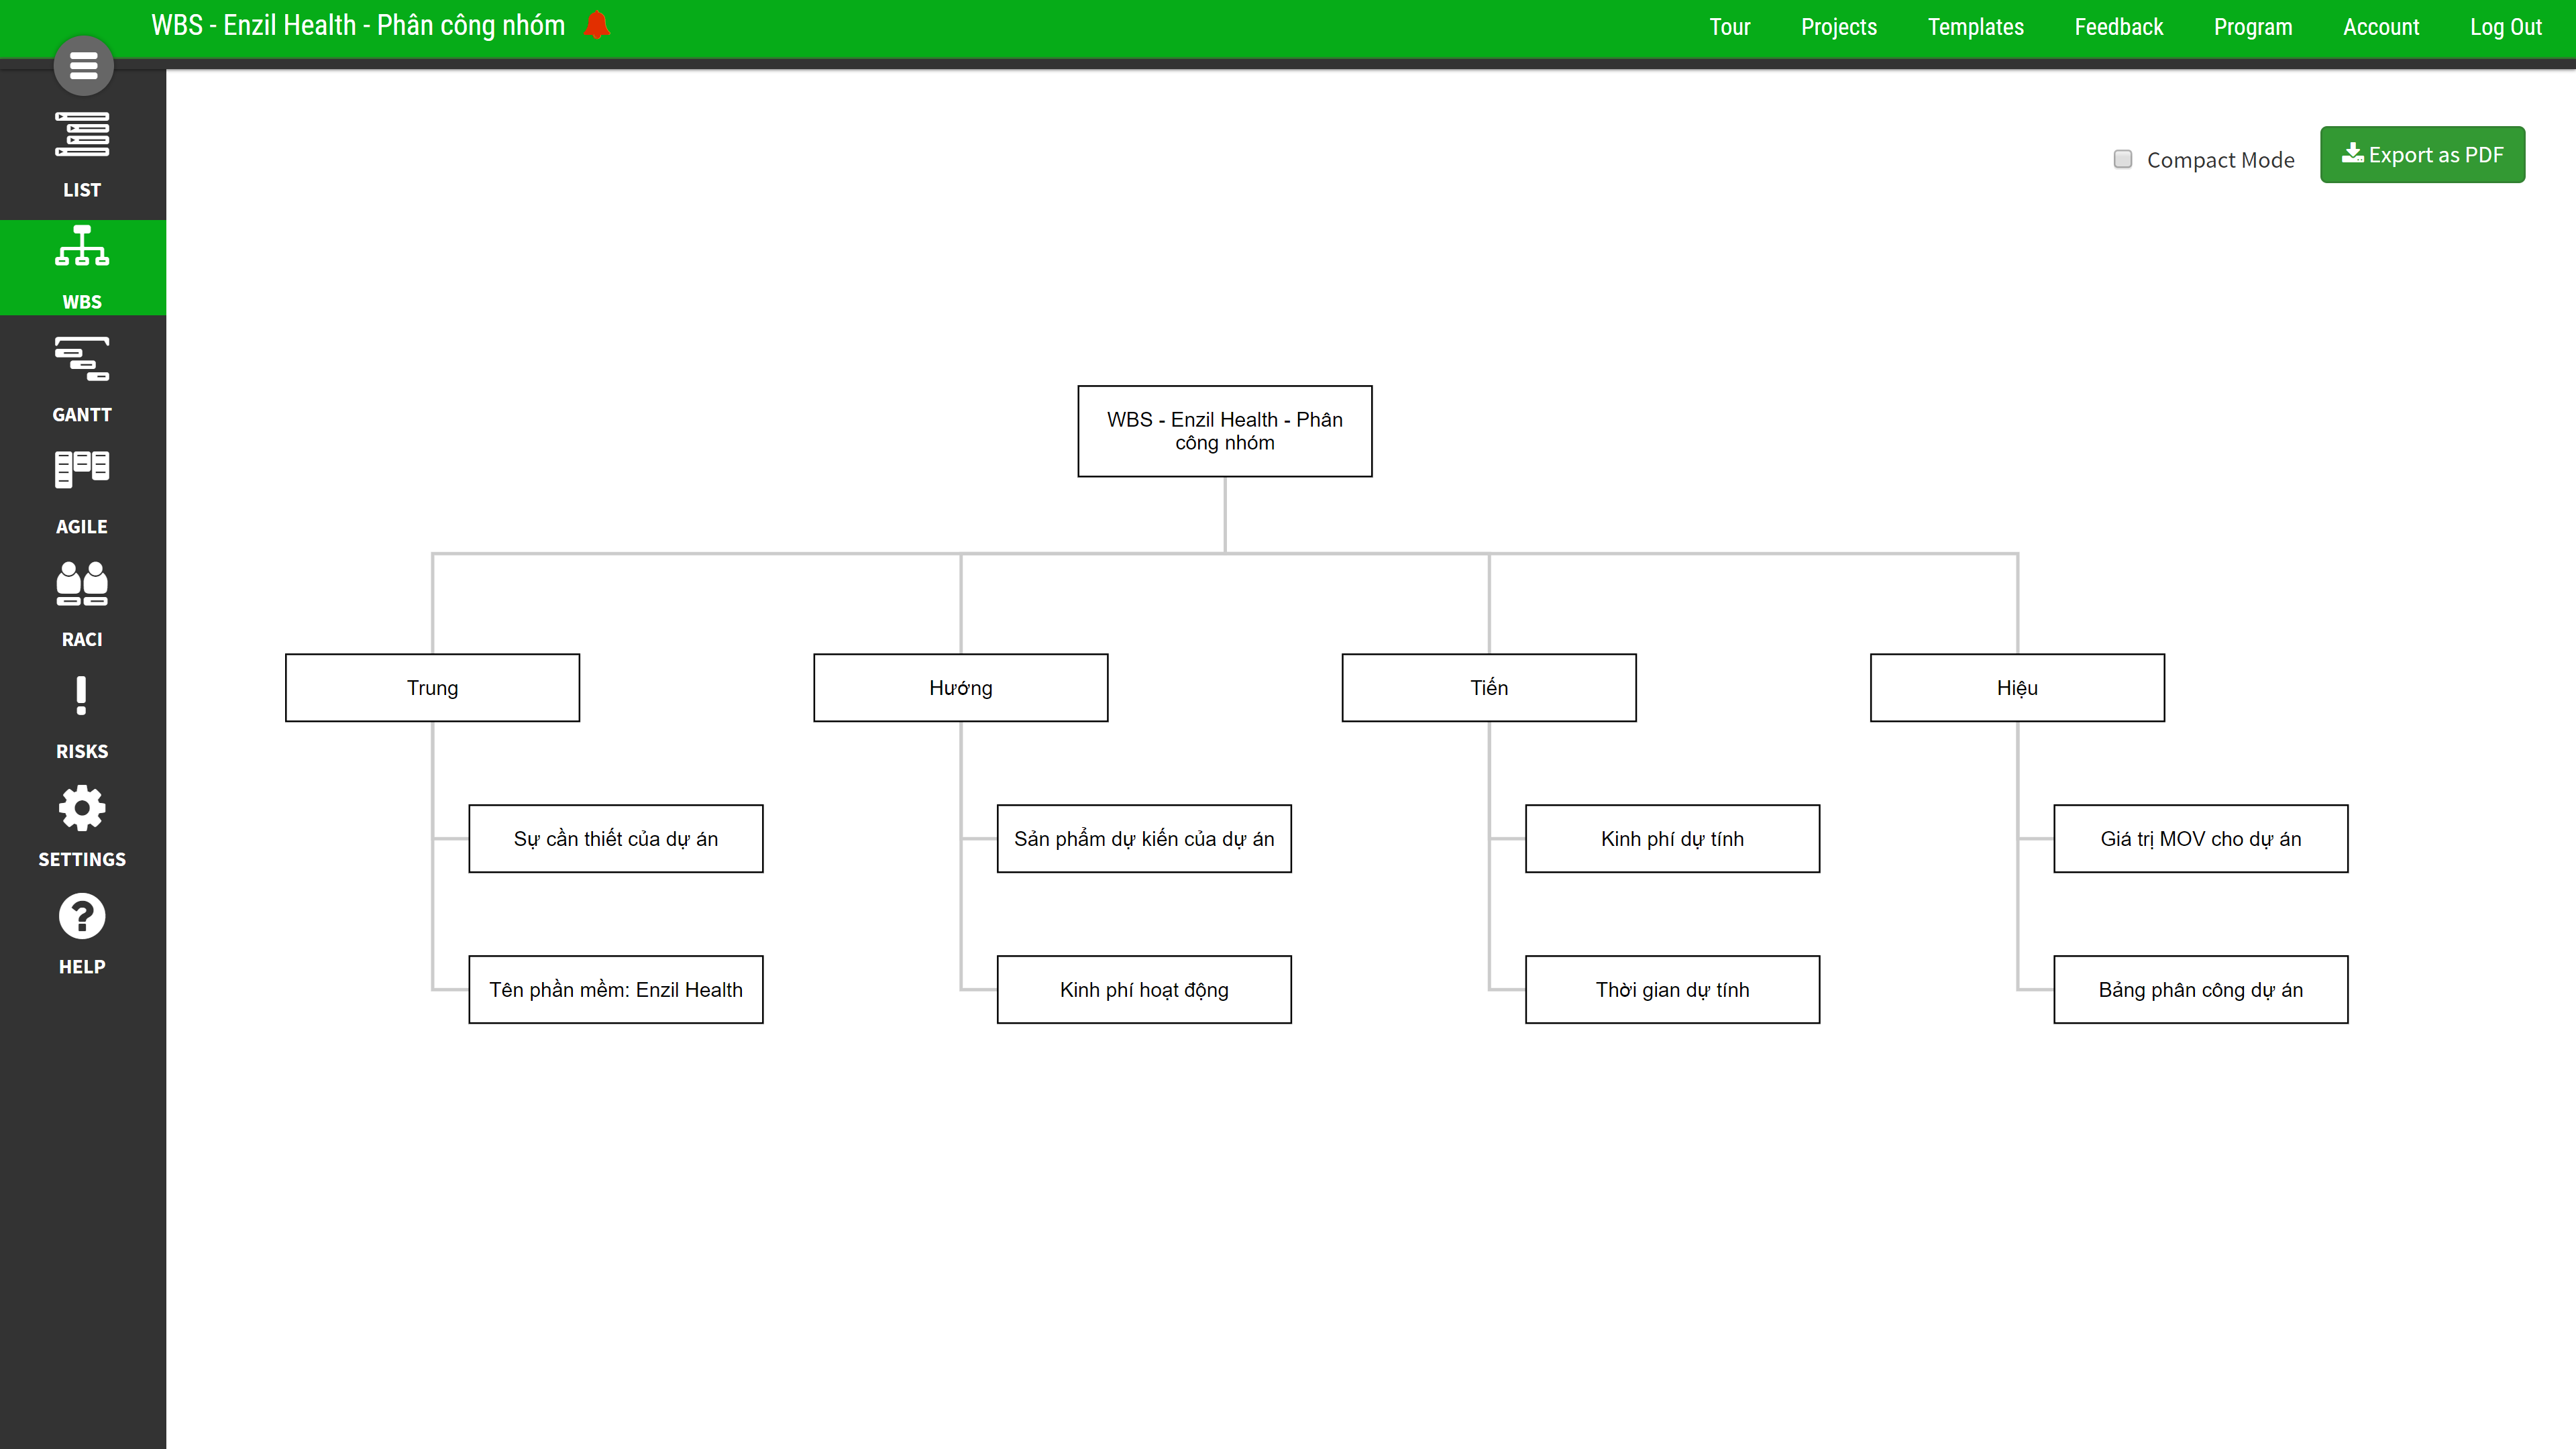 WBS - Enzil Health - Phân công nhóm
Tour
Projects
Templates
Feedback
Program
Account
Log Out
LIST
WBS
GANTT
AGILE
RACI
RISKS
SETTINGS
HELP
Compact Mode
Export as PDF
WBS - Enzil Health - Phân
công nhóm
Trung
Hướng
Tiến
Hiệu
Sự cần thiết của dự án
Sản phẩm dự kiến của dự án
Kinh phí dự tính
Giá trị MOV cho dự án
Tên phần mềm: Enzil Health
Kinh phí hoạt động
Thời gian dự tính
Bảng phân công dự án